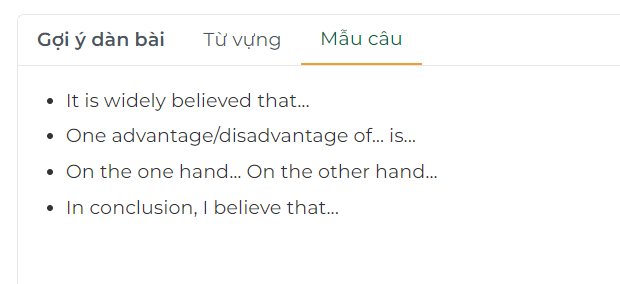 Gợi ý dàn bài Từ vựng Mẫu câu
It is widely believed that...
One advantage/disadvantage of... is...
On the one hand... On the other hand...
In conclusion, I believe that...